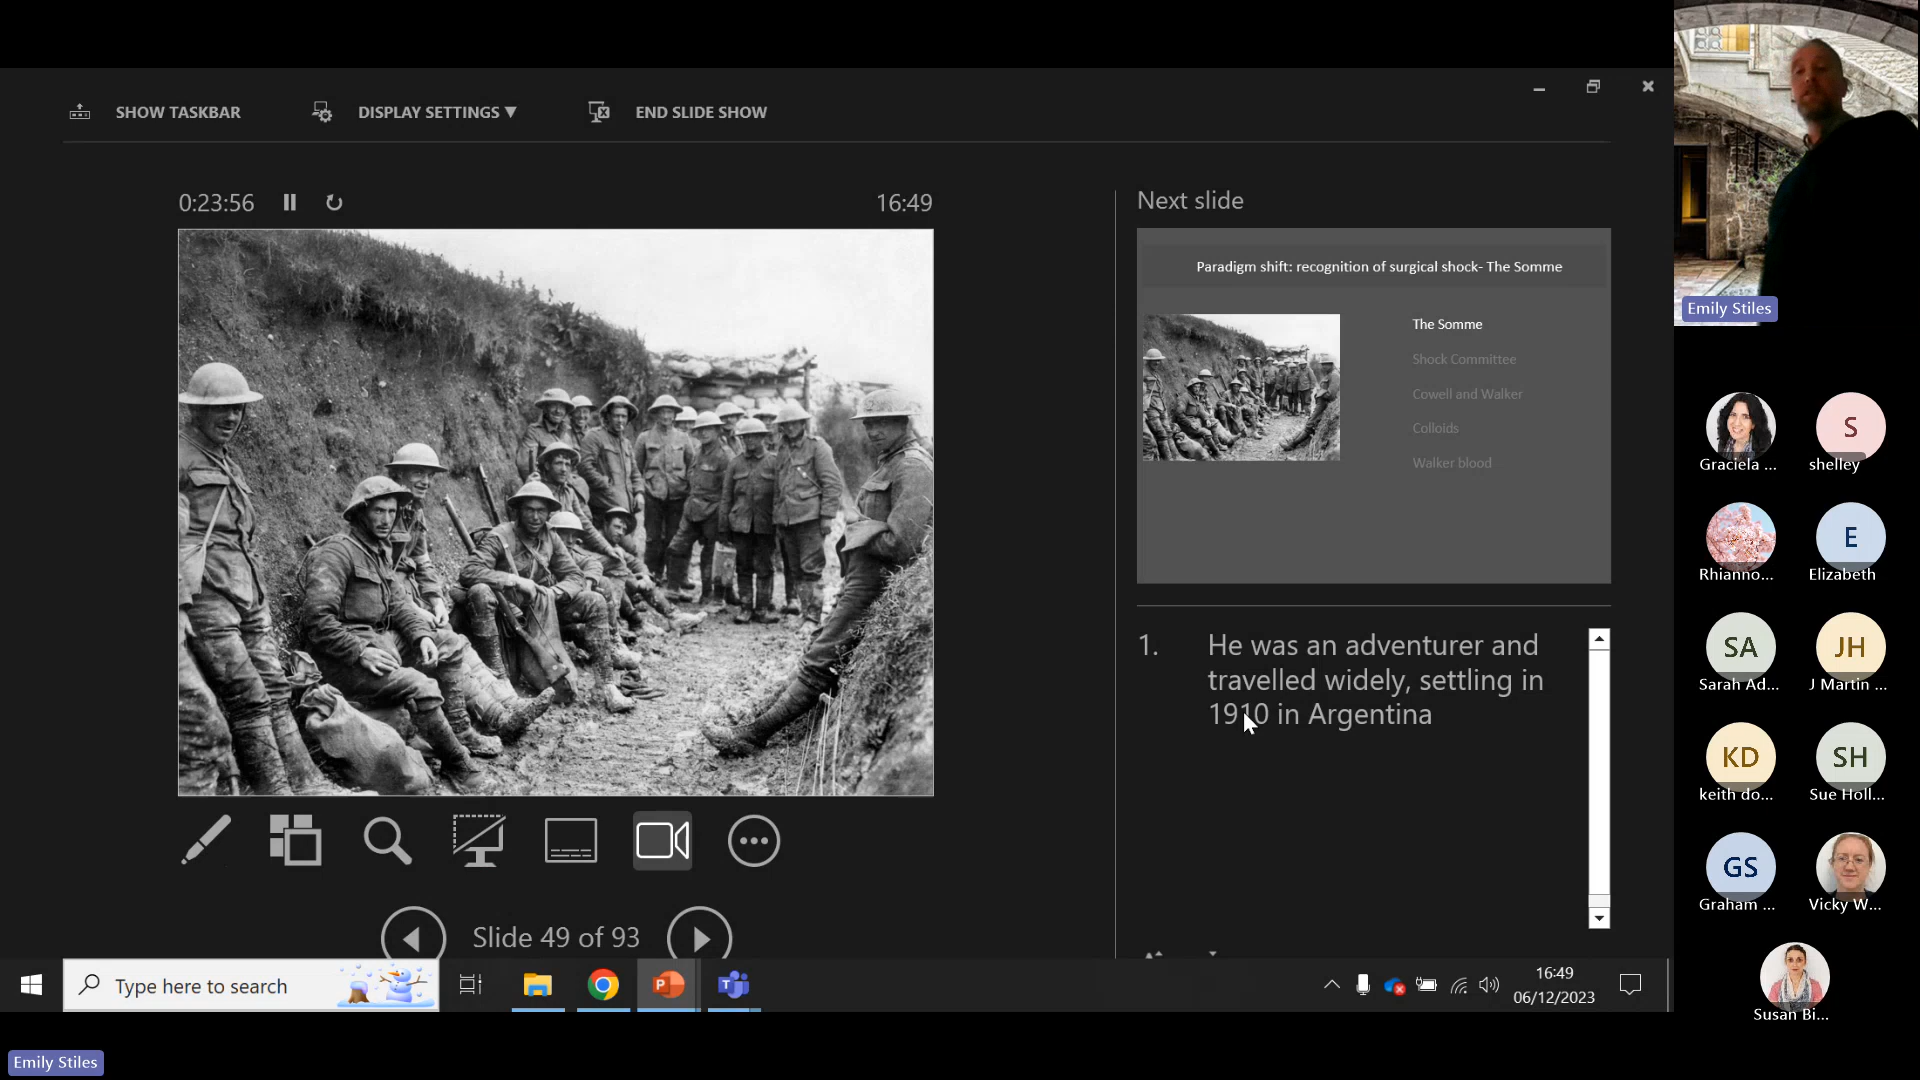 SHOW TASKBAR
DISPLAY SETTINGS ▼
END SLIDE SHOW
0:23:56
16:49
Next slide
Paradigm shift: recognition of surgical shock- The Somme
The Somme
Shock Committee
Cowell and Walker
Colloids
Walker blood
1. He was an adventurer and
travelled widely, settling in
1910 in Argentina
Slide 49 of 93
Type here to search
16:49
06/12/2023
Emily Stiles
Emily Stiles
Graciela ...
S
shelley
Rhianno...
E
Elizabeth
SA
Sarah Ad...
JH
J Martin ...
KD
keith do...
SH
Sue Holl...
GS
Graham ...
Vicky W...
Susan Bi...